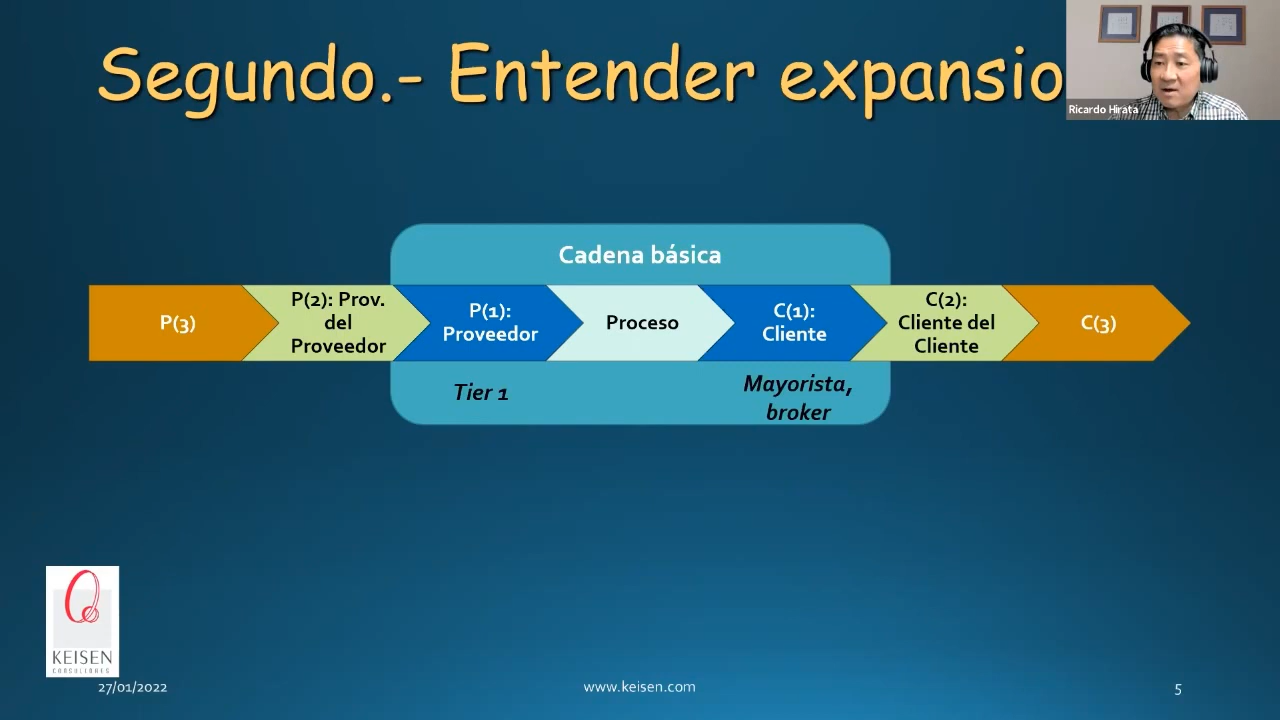 Segundo.- Entender expansio
Ricardo Hirata
Cadena básica
P(3)
P(2): Prov.
del
Proveedor
P(1):
Proveedor
Proceso
C(1):
Cliente
C(2):
Cliente del
Cliente
C(3)
Tier 1
Mayorista,
broker
KEISEN
CONSULTORES
27/01/2022
www.keisen.com
5